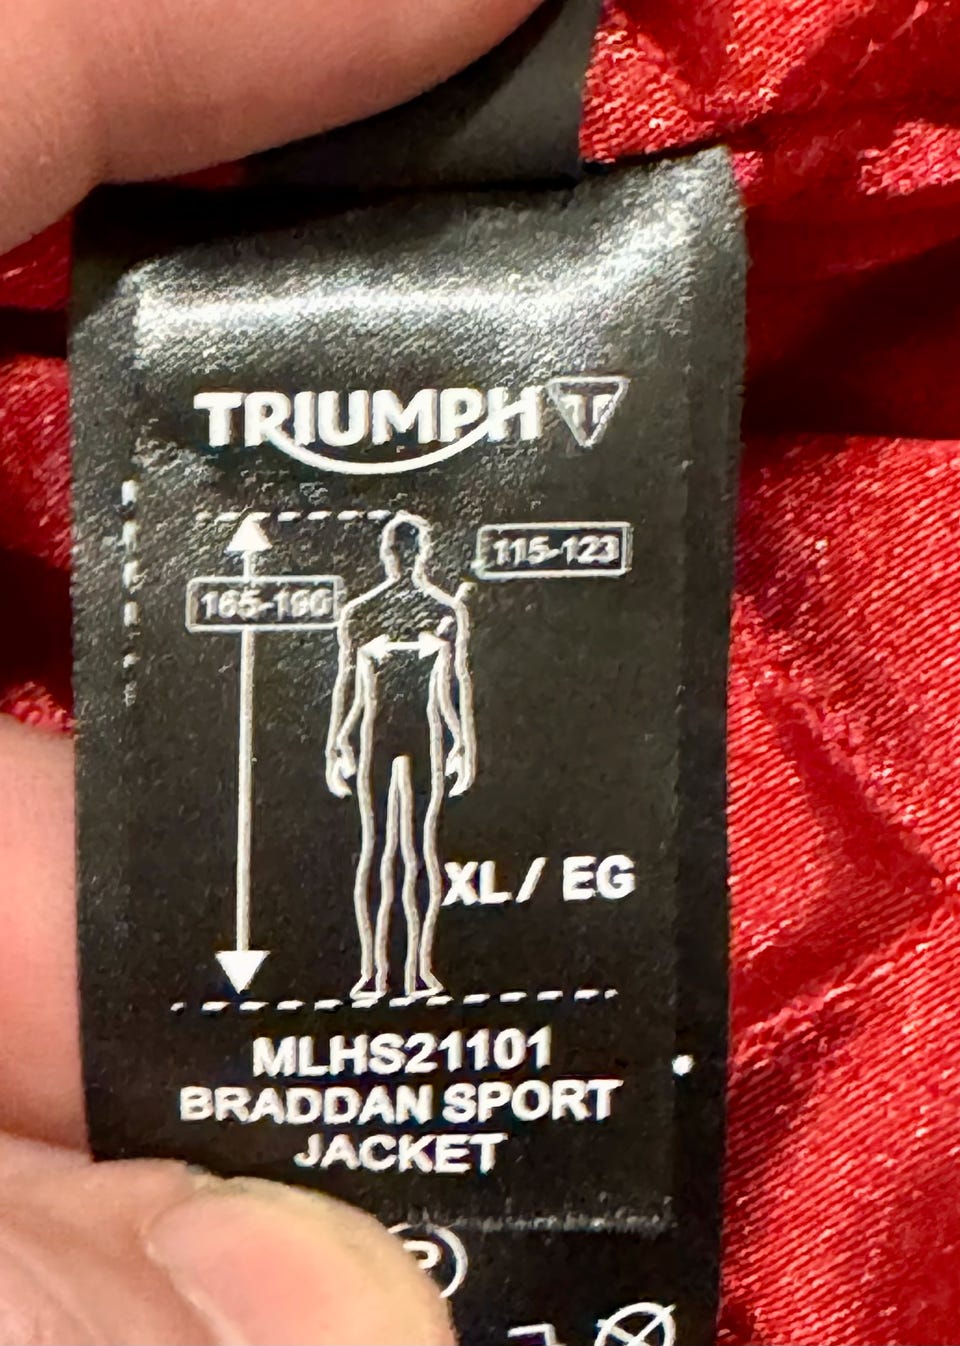 TRIUMPH
115-123
165-190
XL / EG
MLHS21101
BRADDAN SPORT
JACKET
P